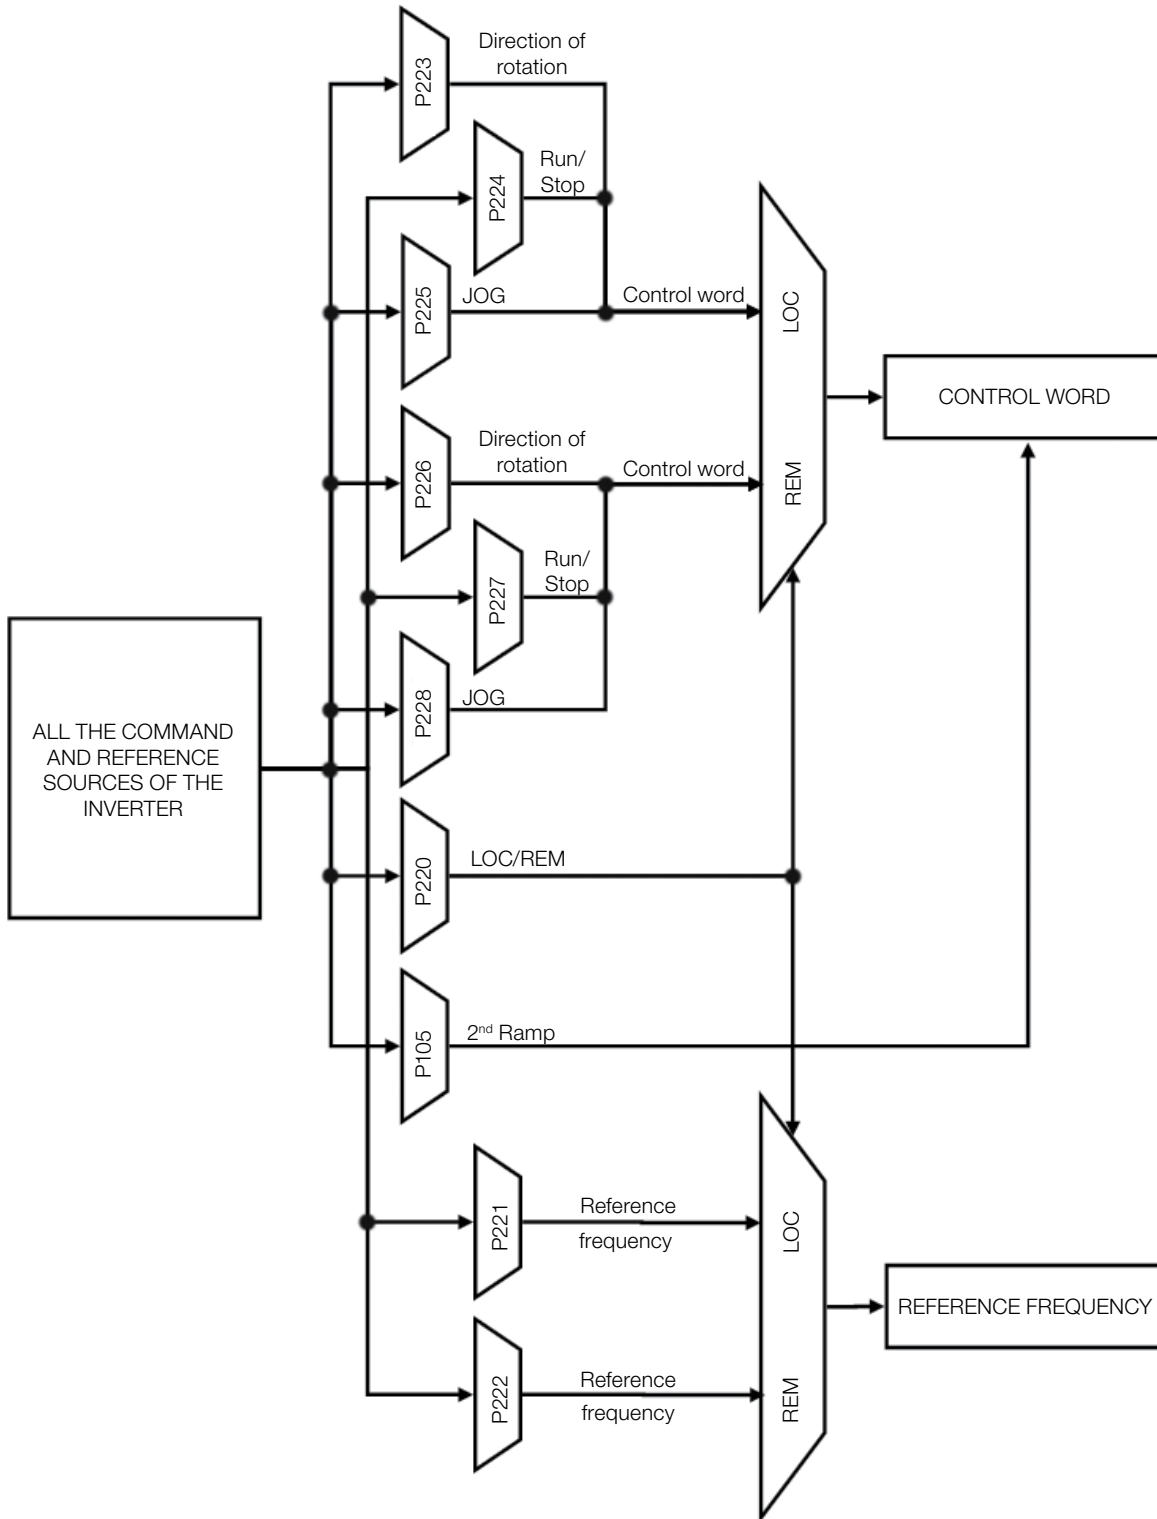 Direction of
rotation
P223
Run/
Stop
P224
JOG
P225
Control word
LOC
CONTROL WORD
Direction of
rotation
P226
Control word
REM
Run/
Stop
P227
JOG
P228
ALL THE COMMAND
AND REFERENCE
SOURCES OF THE
INVERTER
LOC/REM
P220
2nd Ramp
P105
P221
Reference
frequency
LOC
REFERENCE FREQUENCY
P222
Reference
frequency
REM